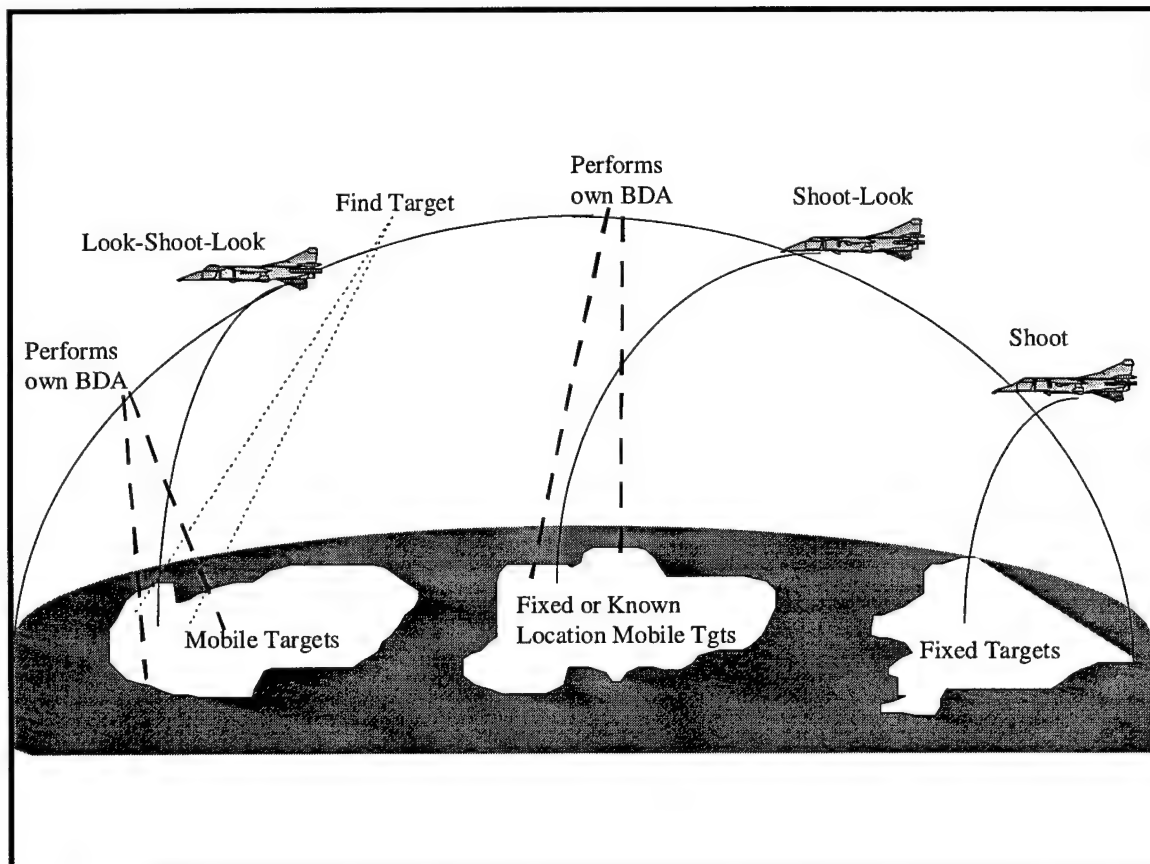 Performs
own BDA
Shoot-Look
Find Target
Look-Shoot-Look
Shoot
Performs
own BDA
Mobile Targets
Fixed or Known
Location Mobile Tgts
Fixed Targets